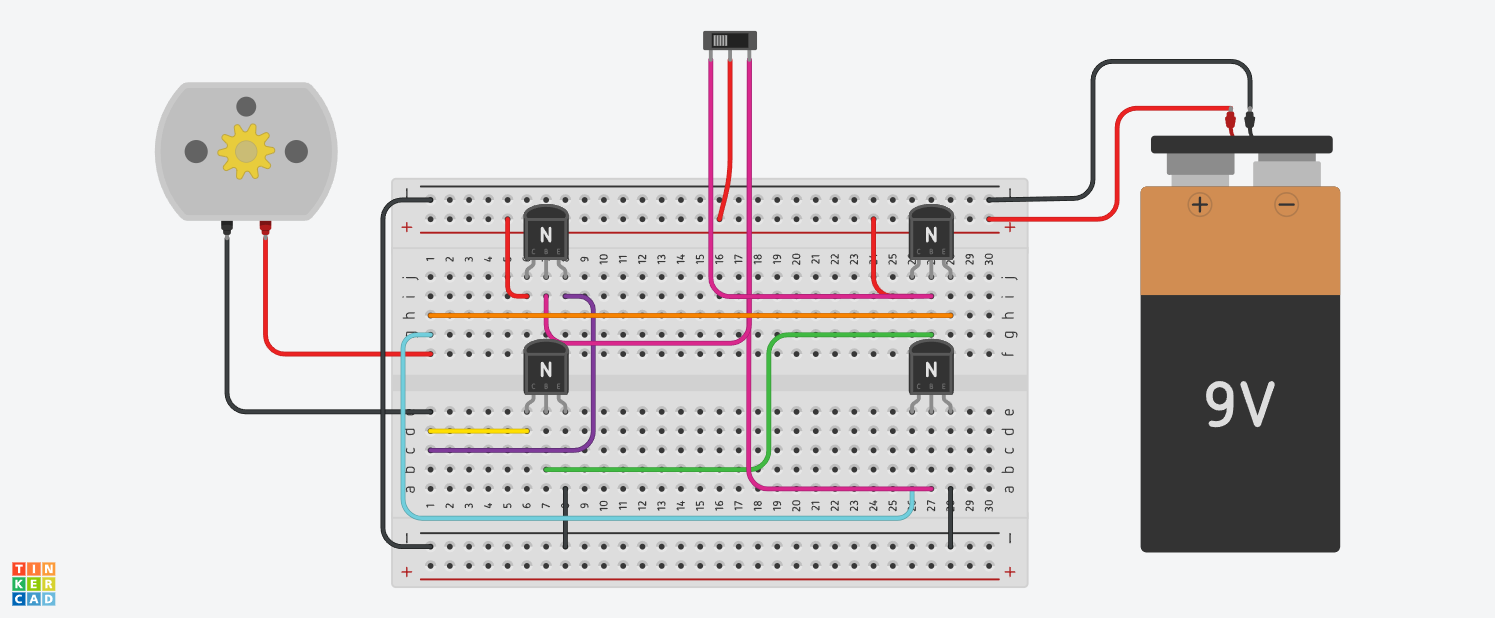 1 2 3 4 5 6 7 8 9 10 11 12 13 14 15 16 17 18 19 20 21 22 23 24 25 26 27 28 29 30
j j
i i
h h
g g
f f
e e
d d
c c
b b
a a
1 2 3 4 5 6 7 8 9 10 11 12 13 14 15 16 17 18 19 20 21 22 23 24 25 26 27 28 29 30
N
C B E
N
C B E
N
C B E
N
C B E
+ −
9V
− −
+ +
− −
+ +
TIN
KER
CAD